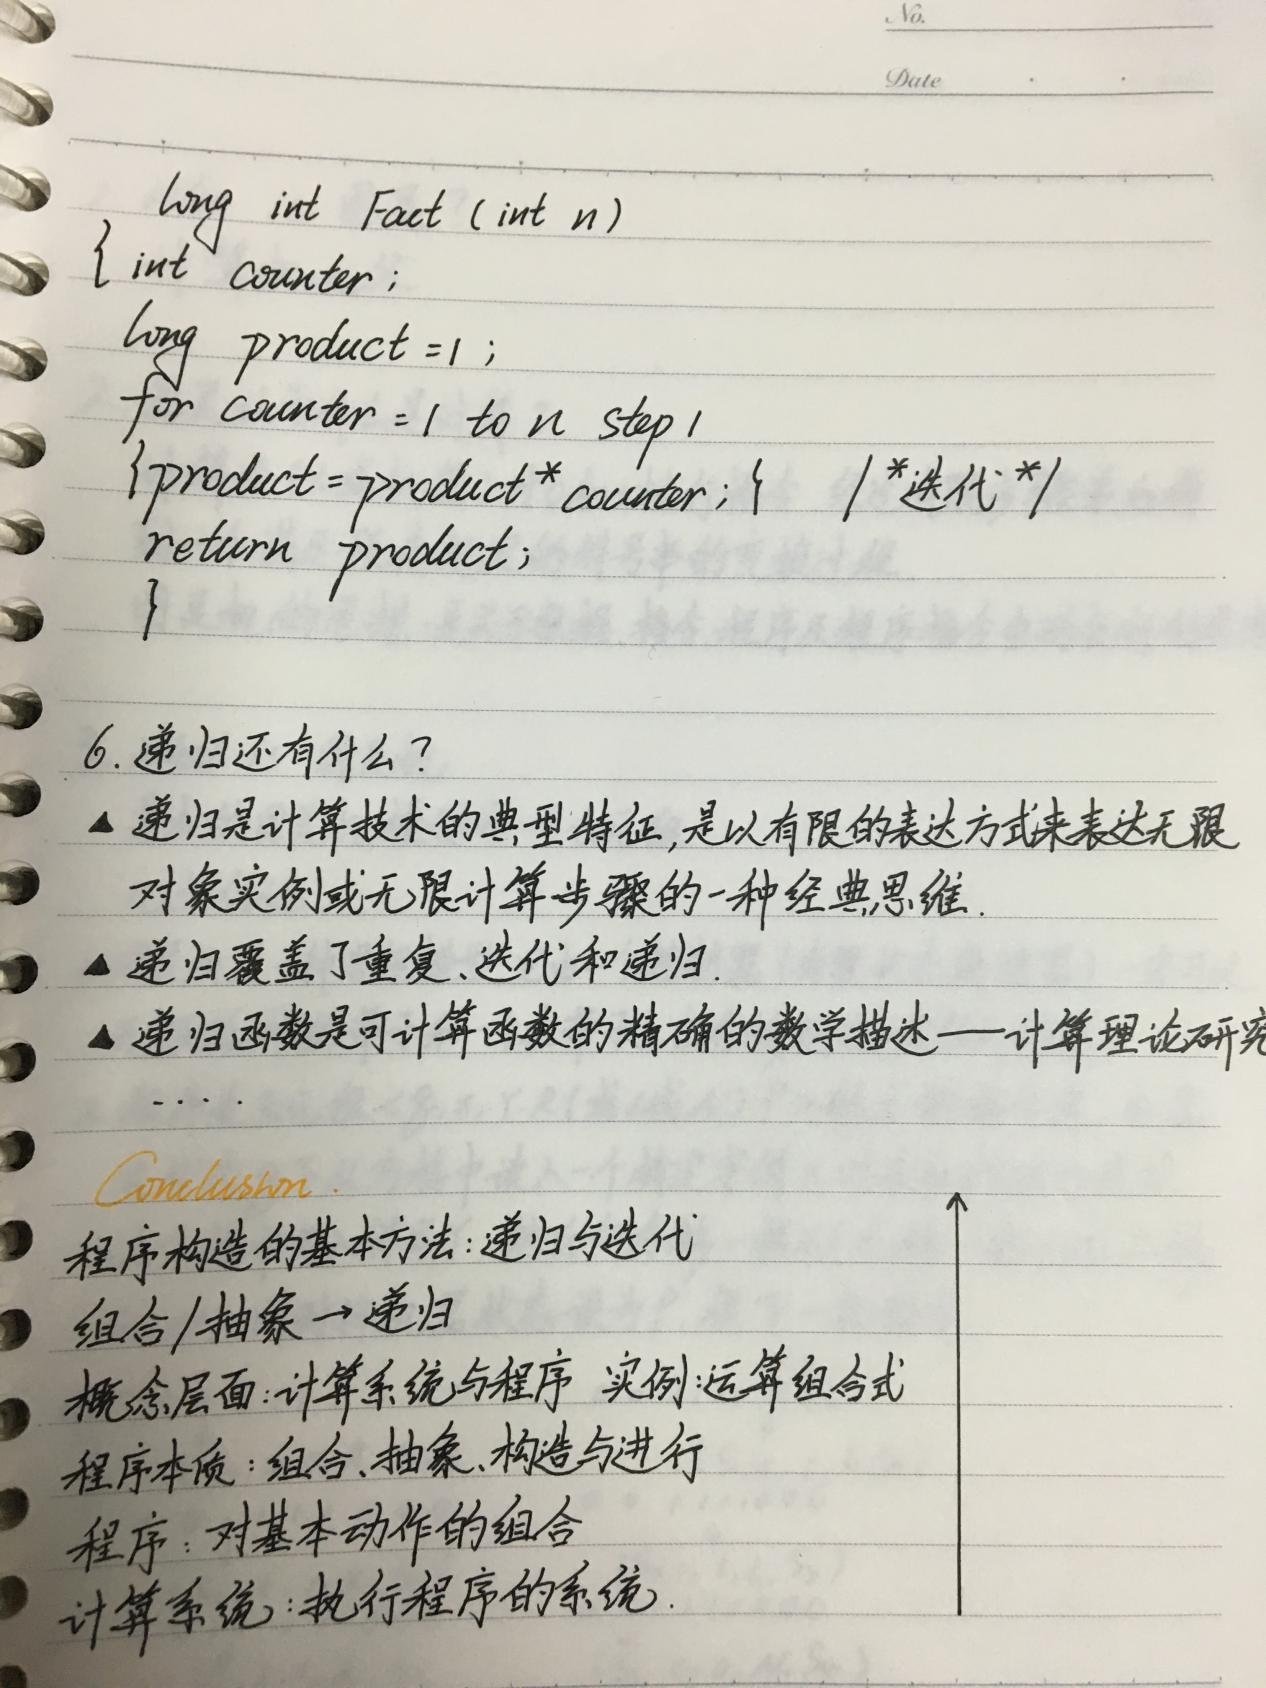 No.
Date
long int Fact (int n)
{ int counter;
long product =1;
for counter =1 to n step 1
{product = product * counter; }   /*迭代*/
return product;
}
6. 递归还有什么?
▲ 递归是计算技术的典型特征,是以有限的表达方式来表达无限
对象实例或无限计算步骤的一种经典思维.
▲ 递归覆盖了重复、迭代和递归.
▲ 递归函数是可计算函数的精确的数学描述——计算理论研究
....
Conclusion.
程序构造的基本方法:递归与迭代
组合/抽象→递归
概念层面:计算系统与程序 实例:运算组合式
程序本质:组合、抽象、构造与进行
程序:对基本动作的组合
计算系统:执行程序的系统.